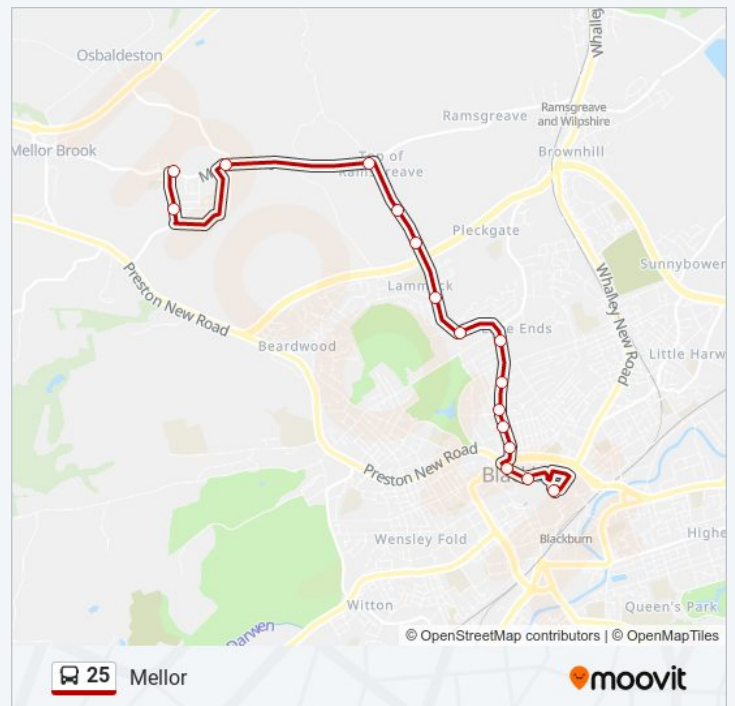 Osbaldeston
Whalley
Ramsgreave
Ramsgreave
and Wilpshire
Mellor Brook
Top of
Ramsgreave
Brownhill
Pleckgate
Sunnybower
Preston New Road
Lammack
Whalley New Road
Beardwood
Little Harw
Preston New Road
Wensley Fold
Blackburn
Highe
Witton
Queen's Park
Darwen
© OpenStreetMap contributors | © OpenMapTiles
25 Mellor
moovit